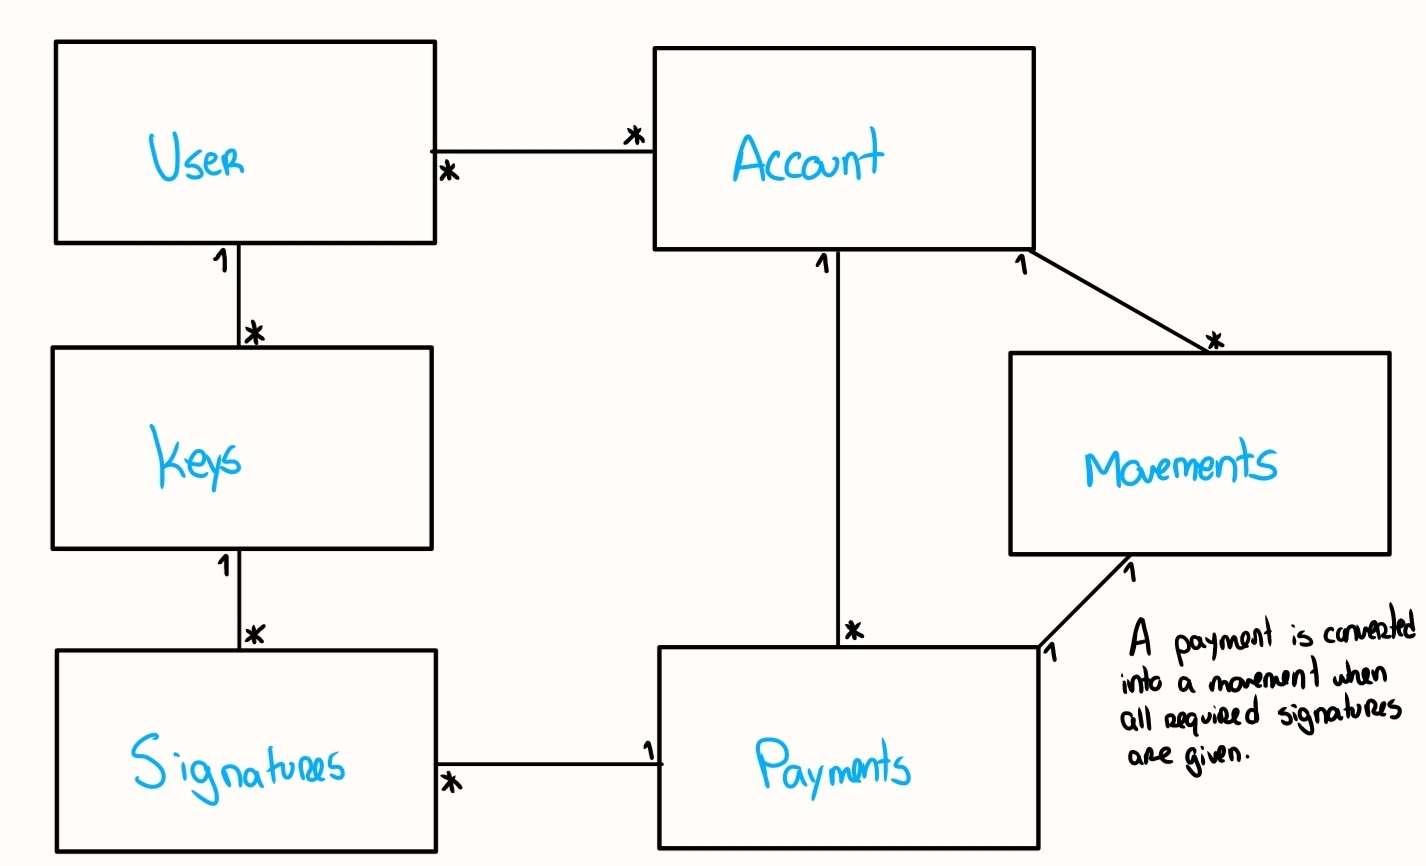 User
*
*
Account
1
*
1
1
*
Keys
Movements
1
*
*
1
1
A payment is converted
into a movement when
all required signatures
are given.
Signatures
*
1
Payments